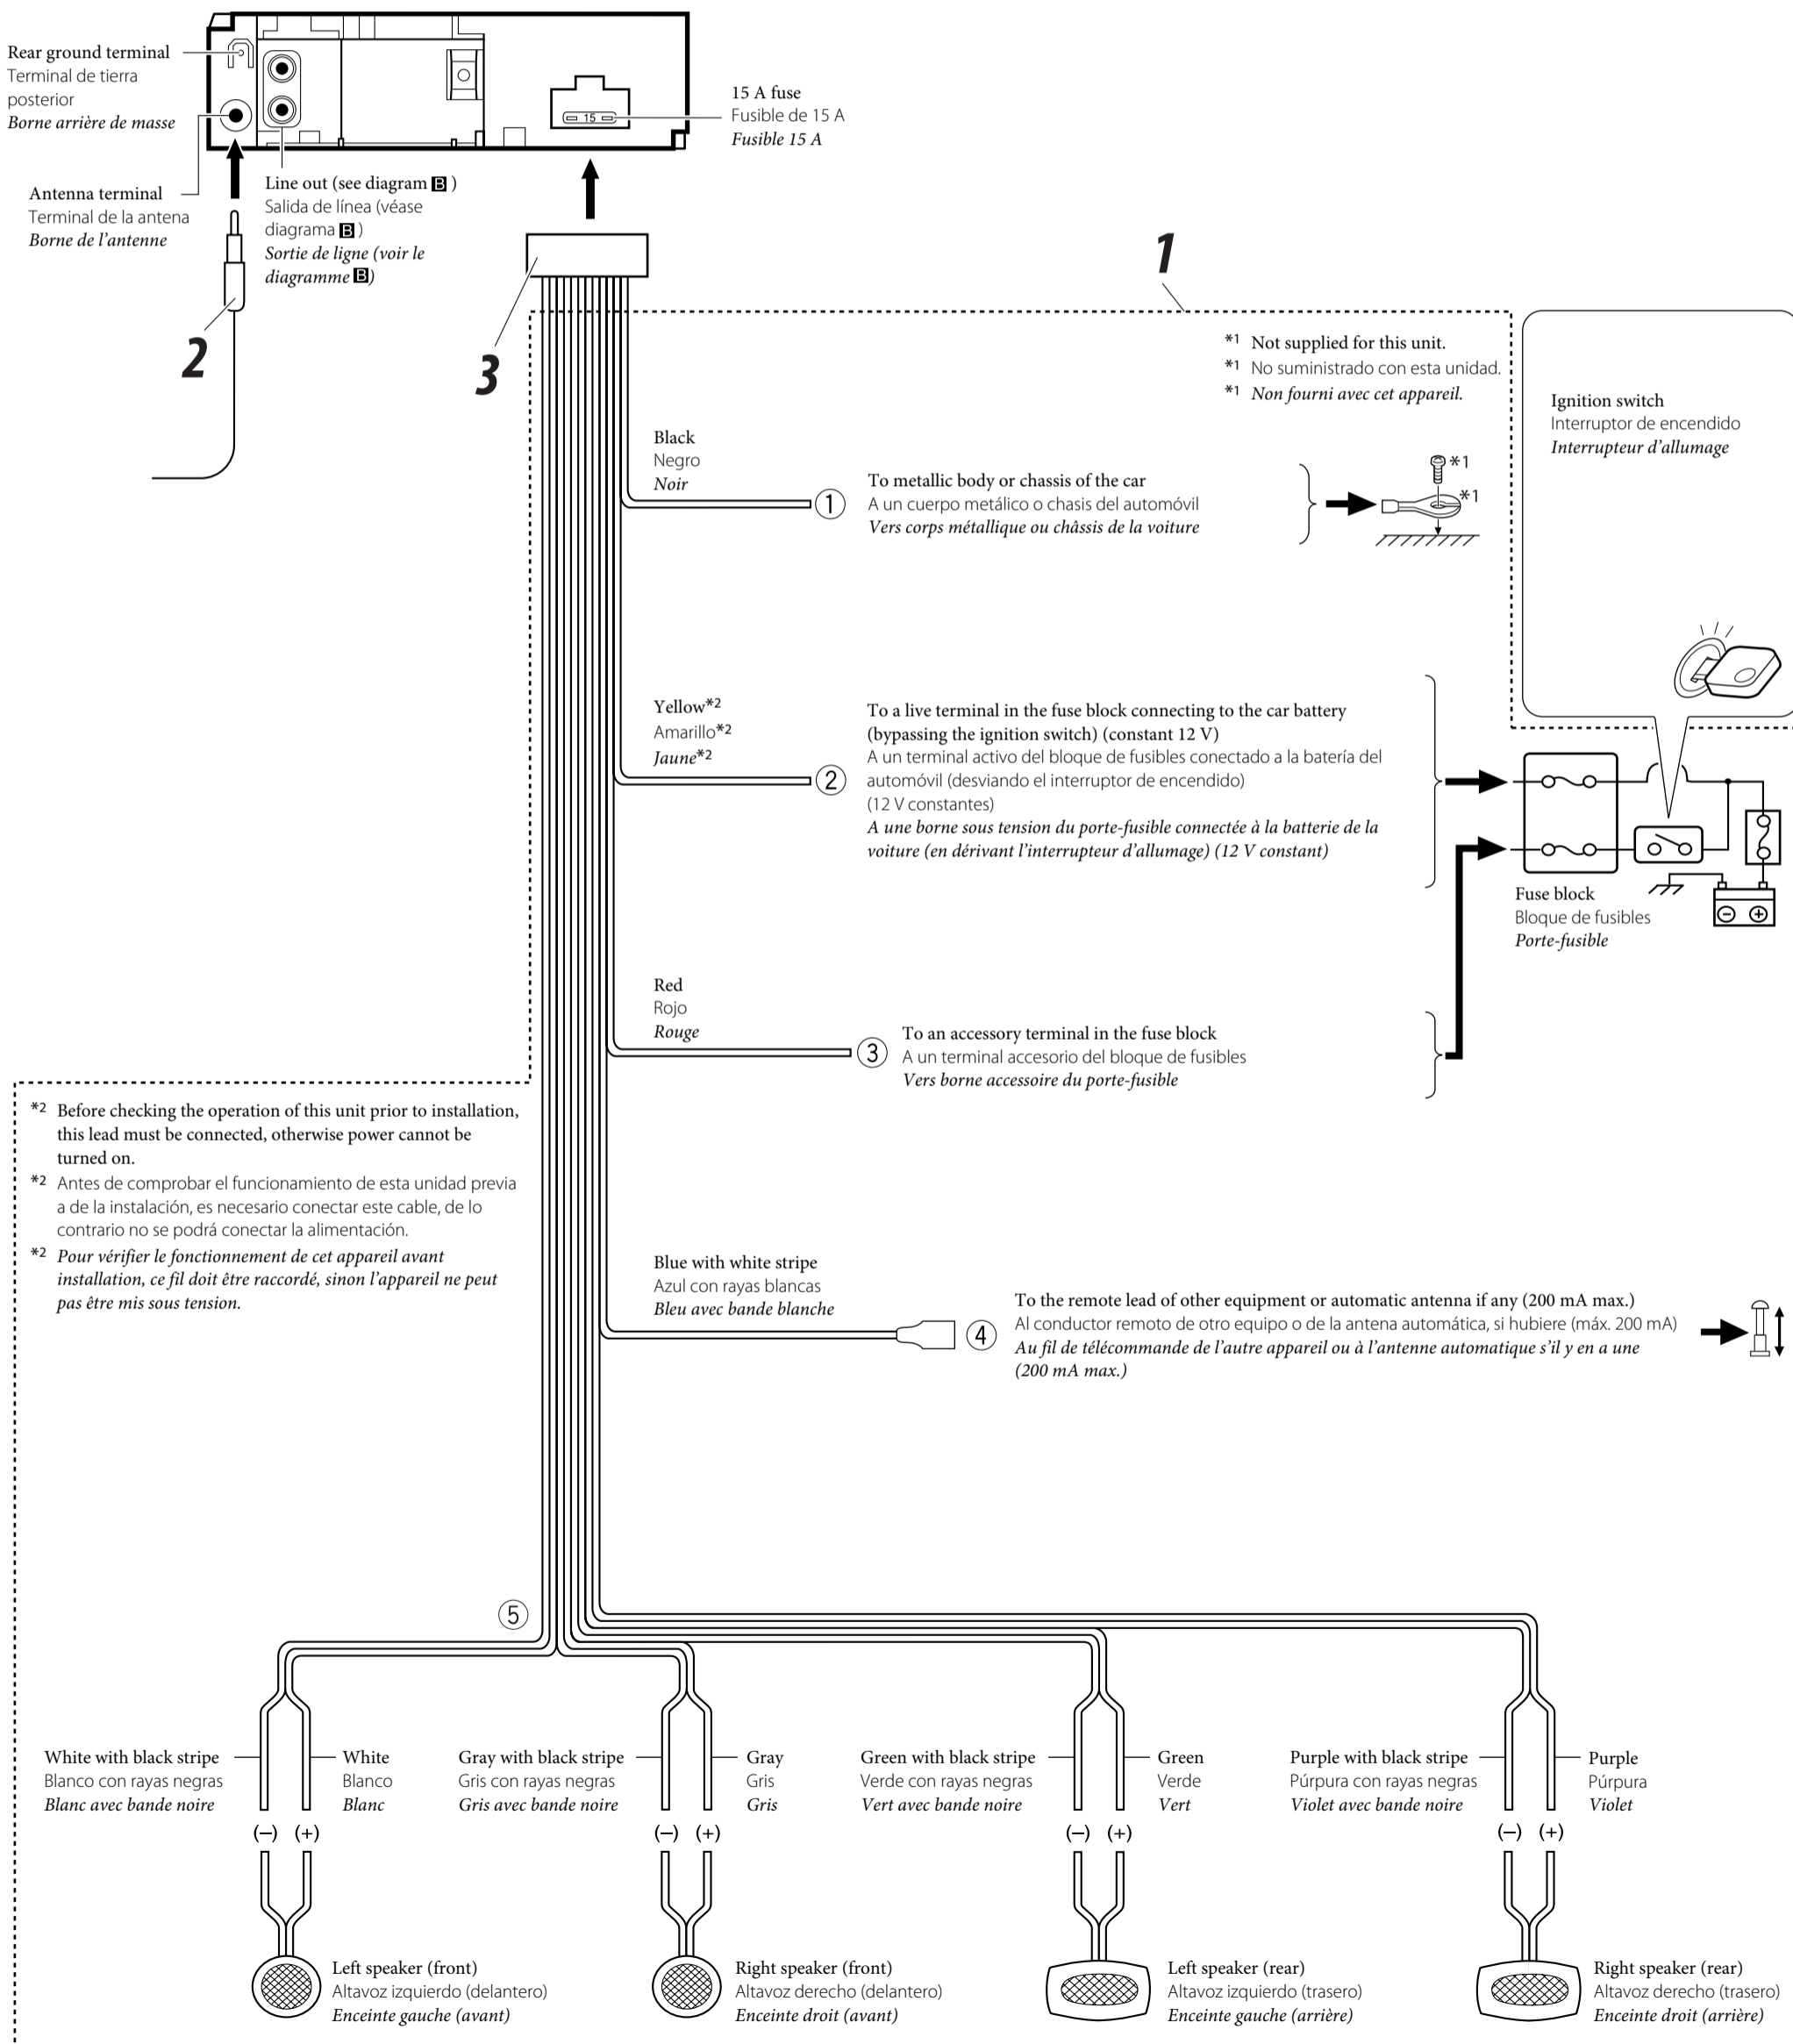 Rear ground terminal
Terminal de tierra
posterior
Borne arrière de masse
15 A fuse
Fusible de 15 A
Fusible 15 A
15
Antenna terminal
Terminal de la antena
Borne de l'antenne
Line out (see diagram B )
Salida de línea (véase
diagrama B )
Sortie de ligne (voir le
diagramme B)
1
2
3
*1 Not supplied for this unit.
*1 No suministrado con esta unidad.
*1 Non fourni avec cet appareil.
Ignition switch
Interruptor de encendido
Interrupteur d'allumage
Black
Negro
Noir
①
To metallic body or chassis of the car
A un cuerpo metálico o chasis del automóvil
Vers corps métallique ou châssis de la voiture
*1
*1
Yellow*2
Amarillo*2
Jaune*2
②
To a live terminal in the fuse block connecting to the car battery
(bypassing the ignition switch) (constant 12 V)
A un terminal activo del bloque de fusibles conectado a la batería del
automóvil (desviando el interruptor de encendido)
(12 V constantes)
A une borne sous tension du porte-fusible connectée à la batterie de la
voiture (en dérivant l'interrupteur d'allumage) (12 V constant)
Fuse block
Bloque de fusibles
Porte-fusible
Red
Rojo
Rouge
③
To an accessory terminal in the fuse block
A un terminal accesorio del bloque de fusibles
Vers borne accessoire du porte-fusible
*2 Before checking the operation of this unit prior to installation,
this lead must be connected, otherwise power cannot be
turned on.
*2 Antes de comprobar el funcionamiento de esta unidad previa
a de la instalación, es necesario conectar este cable, de lo
contrario no se podrá conectar la alimentación.
*2 Pour vérifier le fonctionnement de cet appareil avant
installation, ce fil doit être raccordé, sinon l'appareil ne peut
pas être mis sous tension.
Blue with white stripe
Azul con rayas blancas
Bleu avec bande blanche
④
To the remote lead of other equipment or automatic antenna if any (200 mA max.)
Al conductor remoto de otro equipo o de la antena automática, si hubiere (máx. 200 mA)
Au fil de télécommande de l'autre appareil ou à l'antenne automatique s'il y en a une
(200 mA max.)
⑤
White with black stripe
Blanco con rayas negras
Blanc avec bande noire
White
Blanco
Blanc
Gray with black stripe
Gris con rayas negras
Gris avec bande noire
Gray
Gris
Gris
Green with black stripe
Verde con rayas negras
Vert avec bande noire
Green
Verde
Vert
Purple with black stripe
Púrpura con rayas negras
Violet avec bande noire
Purple
Púrpura
Violet
(−) (+)
(−) (+)
(−) (+)
(−) (+)
Left speaker (front)
Altavoz izquierdo (delantero)
Enceinte gauche (avant)
Right speaker (front)
Altavoz derecho (delantero)
Enceinte droit (avant)
Left speaker (rear)
Altavoz izquierdo (trasero)
Enceinte gauche (arrière)
Right speaker (rear)
Altavoz derecho (trasero)
Enceinte droit (arrière)